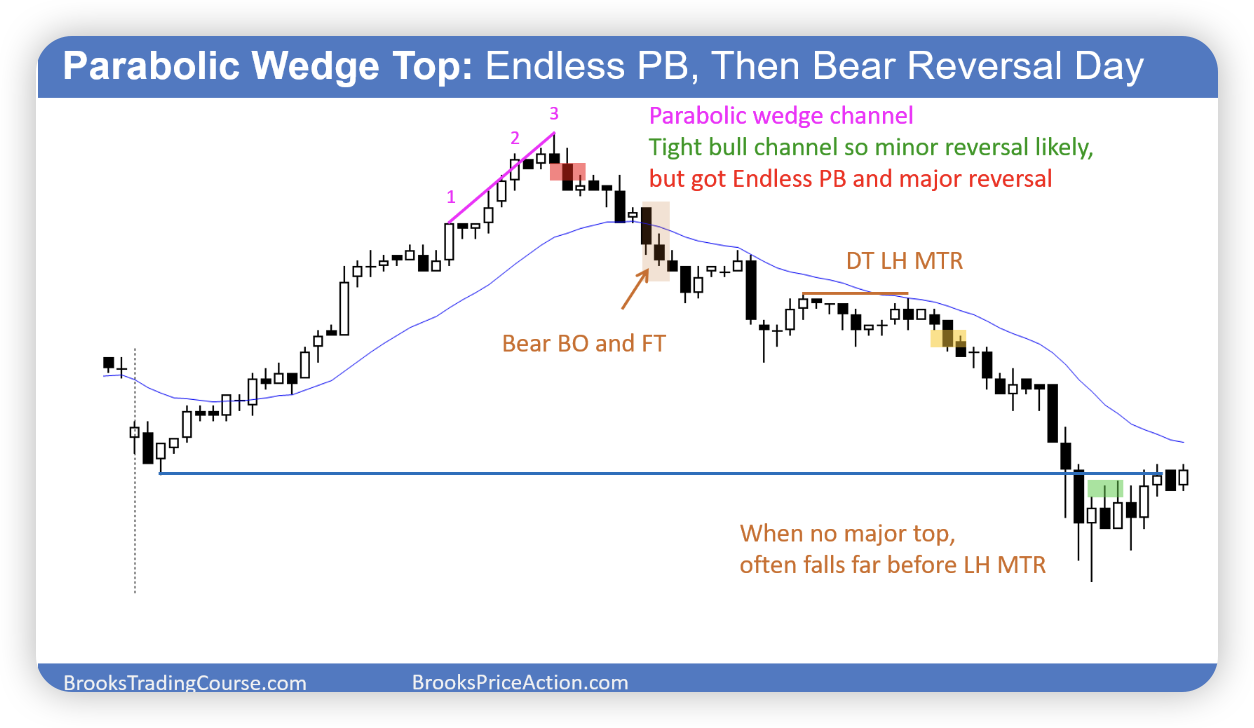 Parabolic Wedge Top: Endless PB, Then Bear Reversal Day
3
Parabolic wedge channel
2
Tight bull channel so minor reversal likely,
but got Endless PB and major reversal
1
DT LH MTR
Bear BO and FT
When no major top,
often falls far before LH MTR
BrooksTradingCourse.com
BrooksPriceAction.com